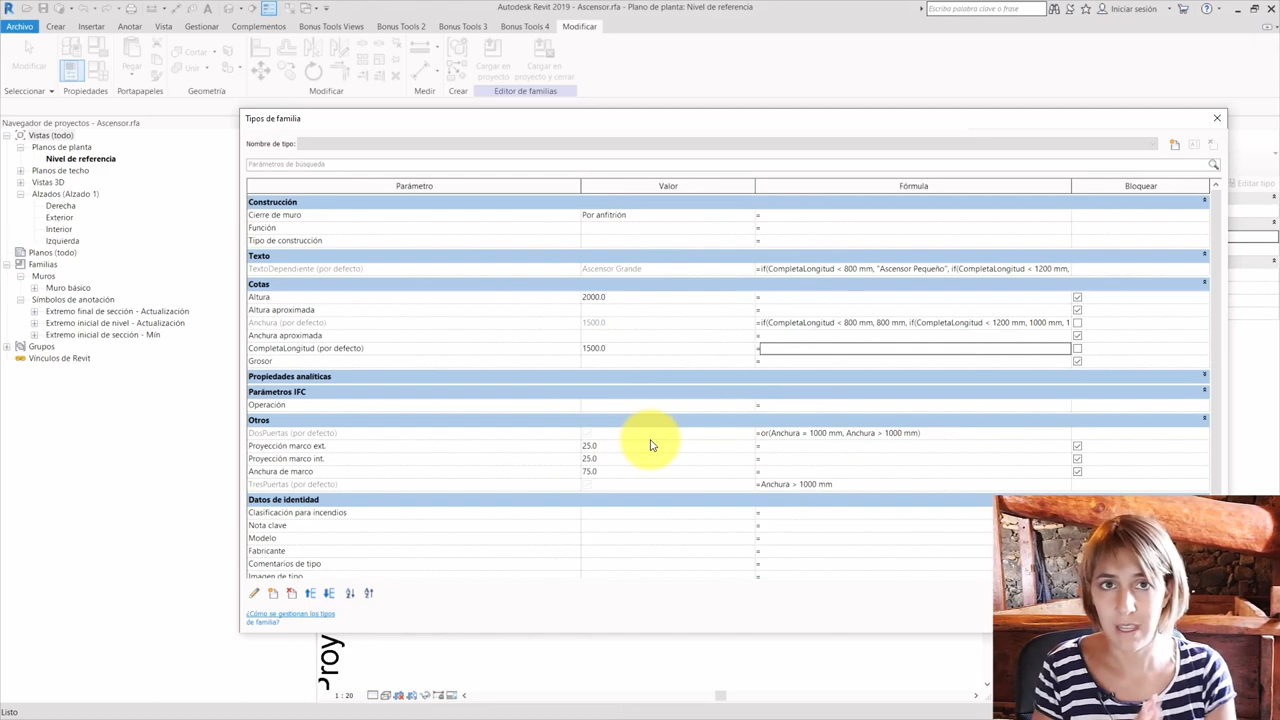 Autodesk Revit 2019 - Ascensor.rfa - Plano de planta: Nivel de referencia
Escriba palabra clave o frase
Iniciar sesión
Archivo Crear Insertar Anotar Vista Gestionar Complementos Bonus Tools Views Bonus Tools 2 Bonus Tools 3 Bonus Tools 4 Modificar
Modificar
Pegar
Cortar
Unir
Cargar en proyecto
Cargar en proyecto y cerrar
Seleccionar Propiedades Portapapeles Geometría Modificar Medir Crear Editor de familias
Navegador de proyectos - Ascensor.rfa
Vistas (todo)
Planos de planta
Nivel de referencia
Planos de techo
Vistas 3D
Alzados (Alzado 1)
Derecha
Exterior
Interior
Izquierda
Planos (todo)
Familias
Muros
Muro básico
Símbolos de anotación
Extremo final de sección - Actualización
Extremo inicial de nivel - Actualización
Extremo inicial de sección - Mín
Grupos
Vínculos de Revit
Editar tipo
Tipos de familia
Nombre de tipo:
Parámetros de búsqueda
Parámetro Valor Fórmula Bloquear
Construcción
Cierre de muro Por anfitrión =
Función =
Tipo de construcción =
Texto
TextoDependiente (por defecto) Ascensor Grande =if(CompletaLongitud < 800 mm, "Ascensor Pequeño", if(CompletaLongitud < 1200 mm,
Cotas
Altura 2000.0 =
Altura aproximada =
Anchura (por defecto) 1500.0 =if(CompletaLongitud < 800 mm, 800 mm, if(CompletaLongitud < 1200 mm, 1000 mm, 1
Anchura aproximada =
CompletaLongitud (por defecto) 1500.0 =
Grosor =
Propiedades analíticas
Parámetros IFC
Operación =
Otros
DosPuertas (por defecto) =or(Anchura = 1000 mm, Anchura > 1000 mm)
Proyección marco ext. 25.0 =
Proyección marco int. 25.0 =
Anchura de marco 75.0 =
TresPuertas (por defecto) =Anchura > 1000 mm
Datos de identidad
Clasificación para incendios =
Nota clave =
Modelo =
Fabricante =
Comentarios de tipo =
Imagen de tipo =
¿Cómo se gestionan los tipos
de familia?
Proy
1 : 20
Listo